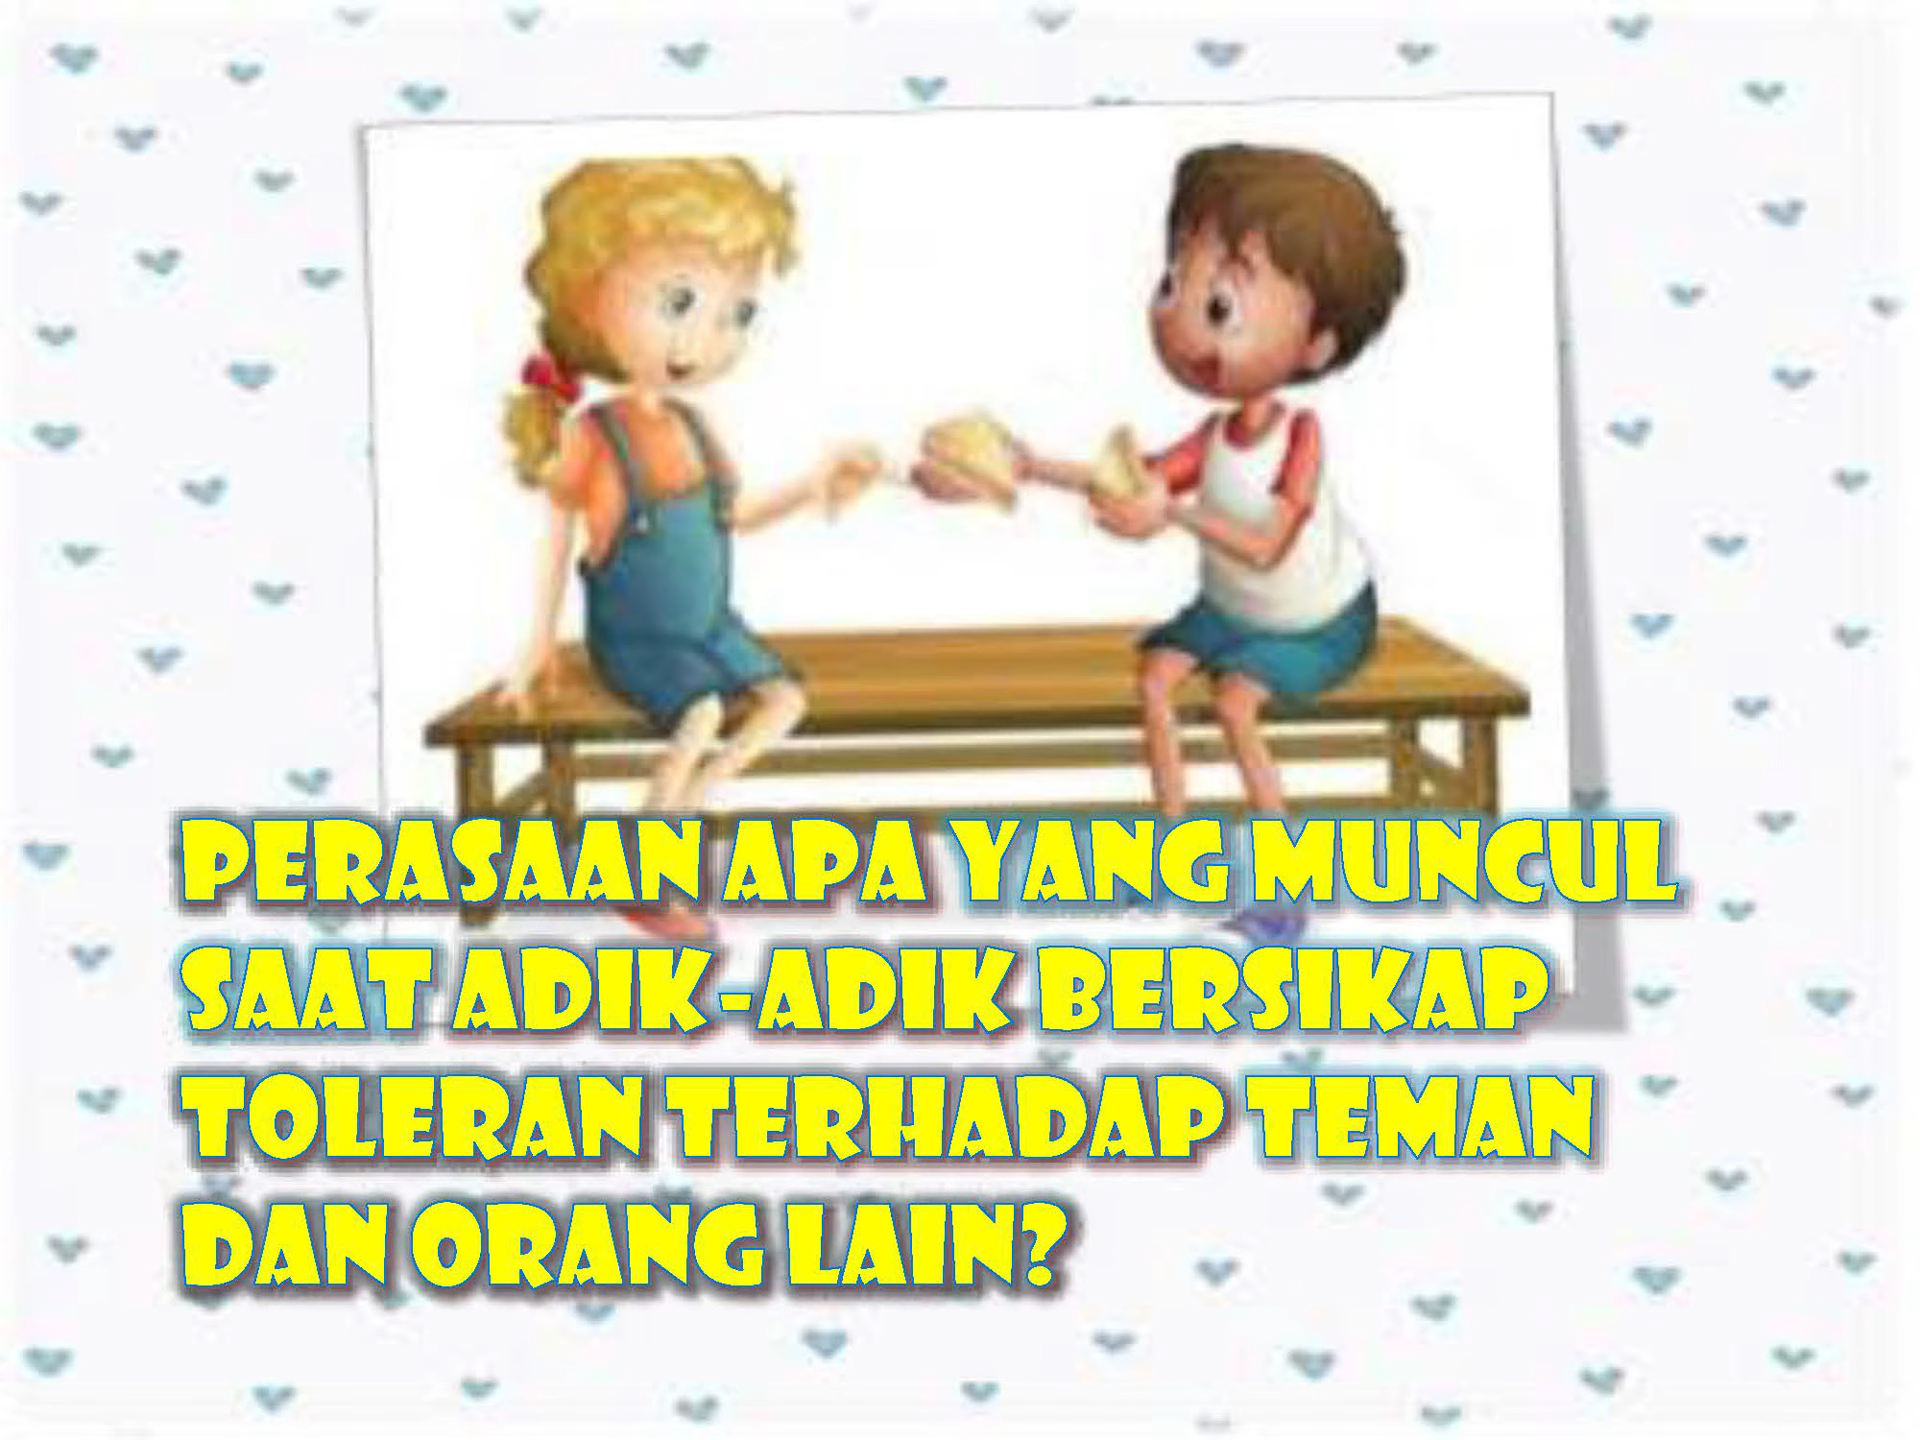 PERASAAN APA YANG MUNCUL
SAAT ADIK-ADIK BERSIKAP
TOLERAN TERHADAP TEMAN
DAN ORANG LAIN?